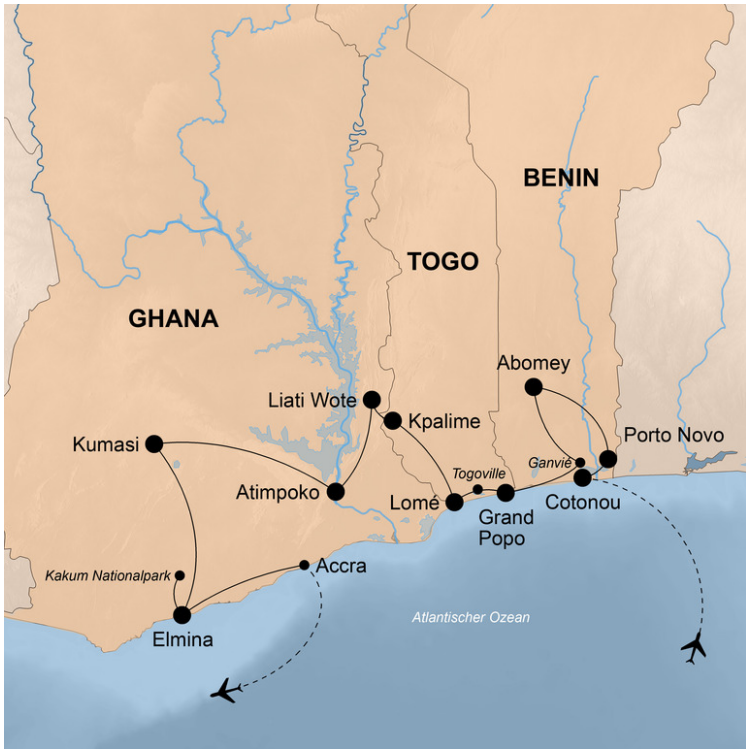 BENIN
TOGO
GHANA
Abomey
Liati Wote
Kpalime
Kumasi
Porto Novo
Ganvié
Togoville
Atimpoko
Lomé
Cotonou
Grand
Popo
Accra
Kakum Nationalpark
Atlantischer Ozean
Elmina